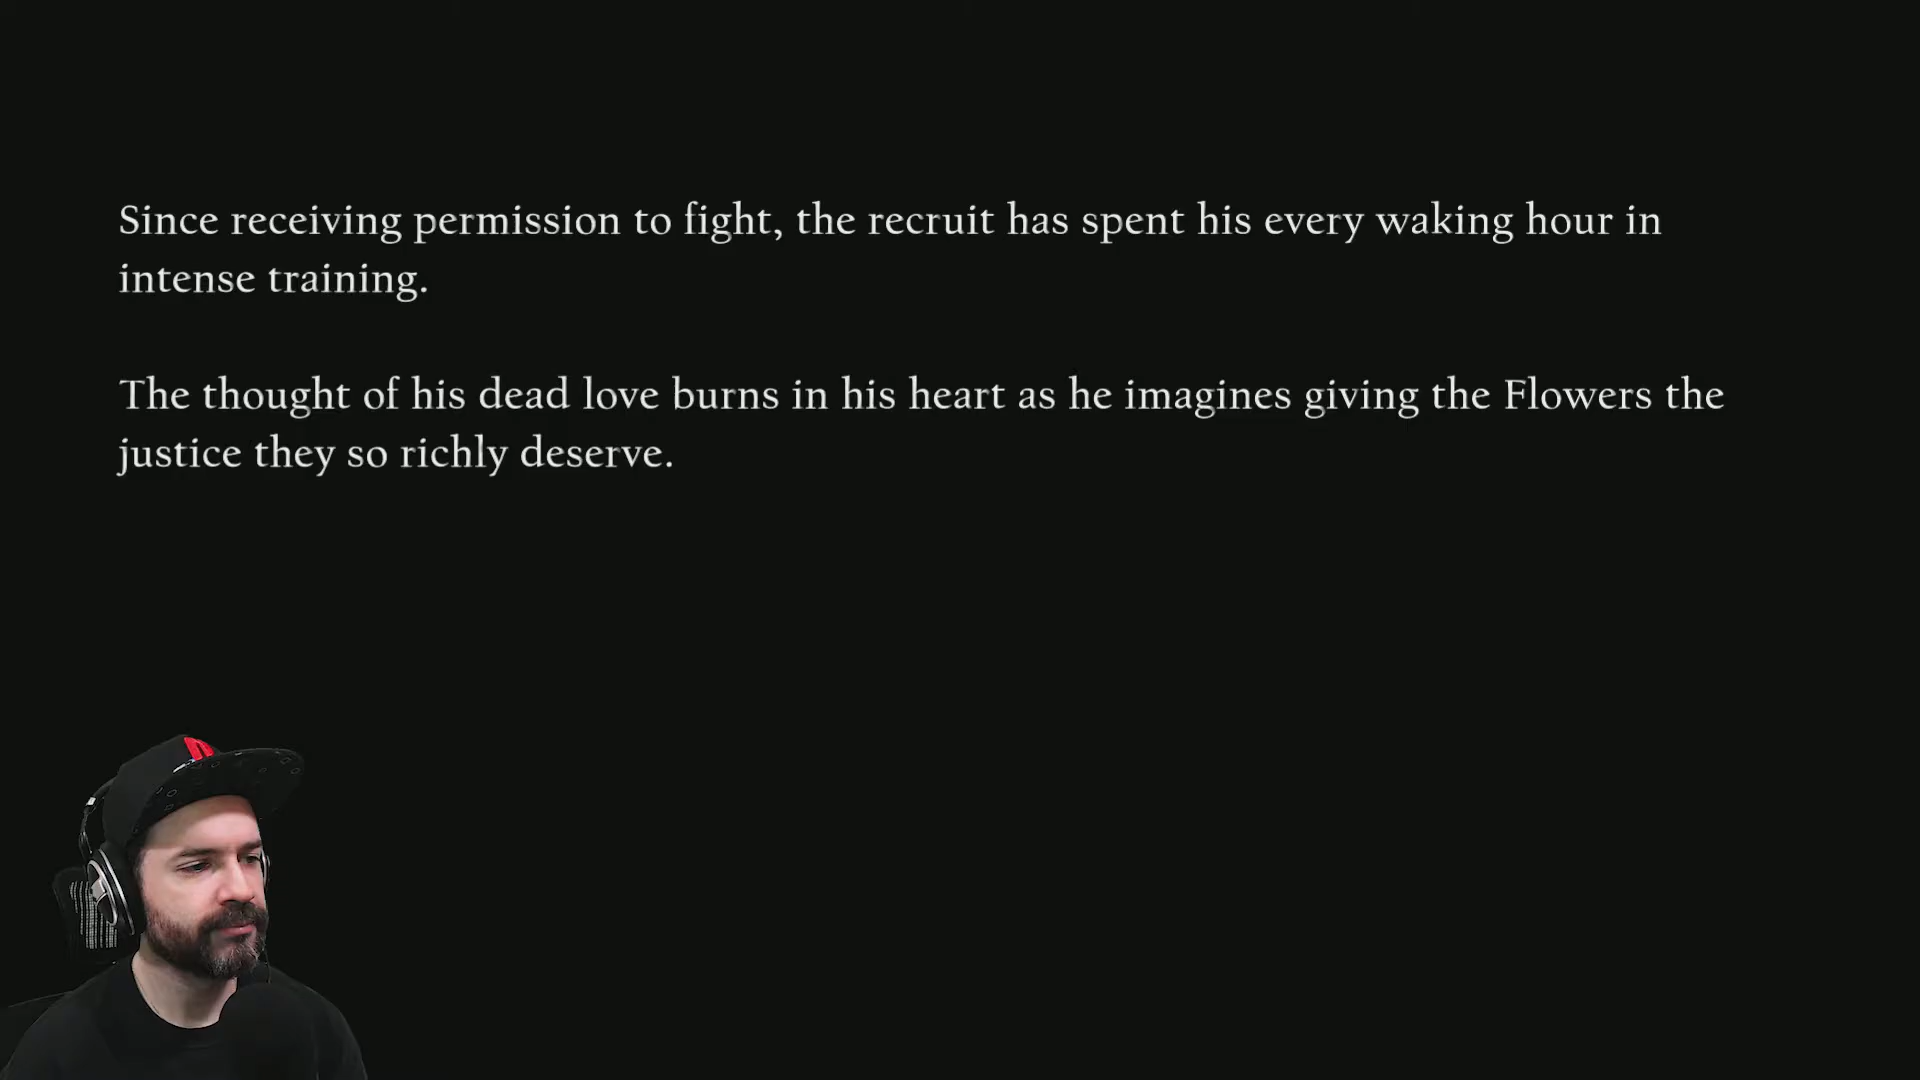 Since receiving permission to fight, the recruit has spent his every waking hour in
intense training.
The thought of his dead love burns in his heart as he imagines giving the Flowers the
justice they so richly deserve.